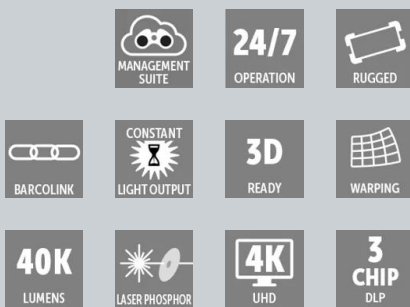 MANAGEMENT
SUITE
24/7
OPERATION
RUGGED
BARCOLINK
CONSTANT
LIGHT OUTPUT
3D
READY
WARPING
40K
LUMENS
LASER PHOSPHOR
4K
UHD
3
CHIP
DLP